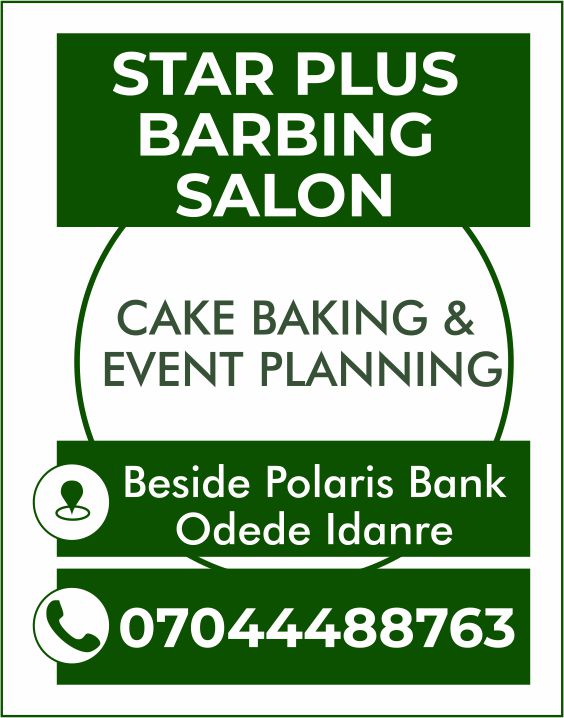 STAR PLUS
BARBING
SALON
CAKE BAKING &
EVENT PLANNING
Beside Polaris Bank
Odede Idanre
07044488763